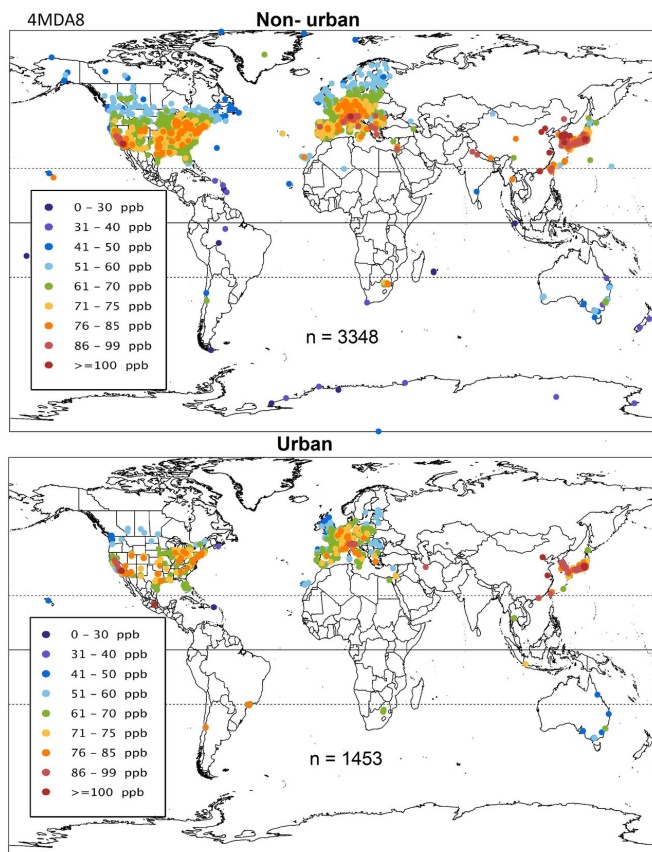 4MDA8
Non- urban
0 – 30 ppb
31 – 40 ppb
41 – 50 ppb
51 – 60 ppb
61 – 70 ppb
71 – 75 ppb
76 – 85 ppb
86 – 99 ppb
>=100 ppb
n = 3348
Urban
0 – 30 ppb
31 – 40 ppb
41 – 50 ppb
51 – 60 ppb
61 – 70 ppb
71 – 75 ppb
76 – 85 ppb
86 – 99 ppb
>=100 ppb
n = 1453